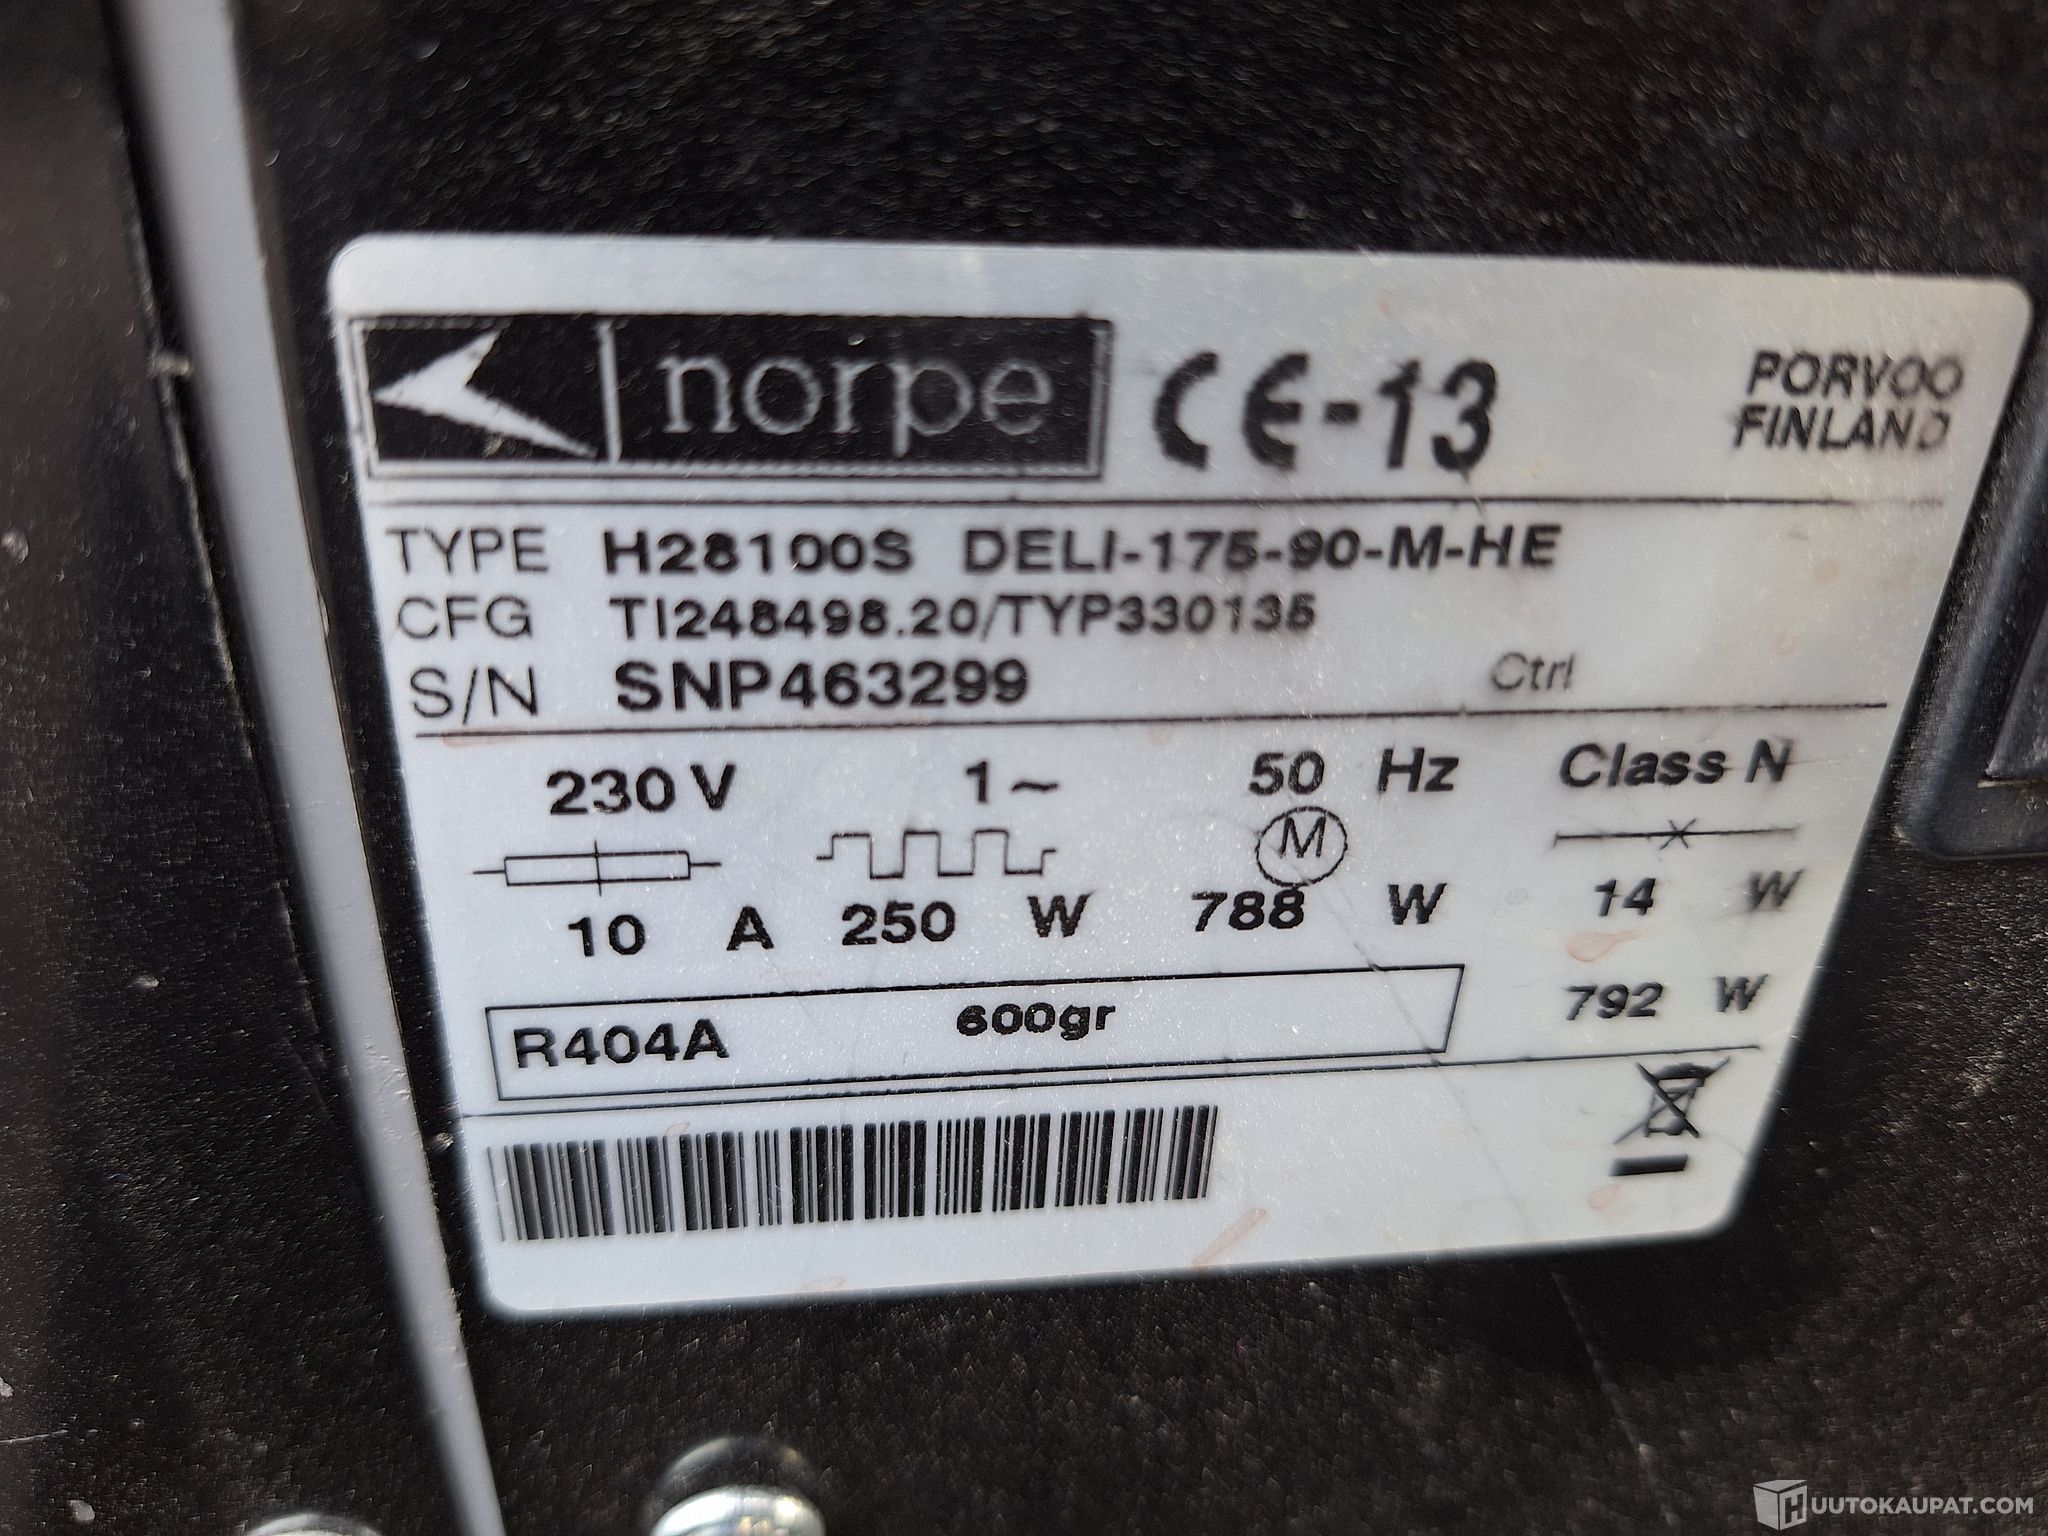 norpe CE-13 PORVOO
FINLAND
TYPE H28100S DELI-175-90-M-HE
CFG TI248498.20/TYP330135
S/N SNP463299 Ctrl
230 V 1~ 50 Hz Class N
M
10 A 250 W 788 W 14 W
R404A 600gr 792 W
HUUTOKAUPAT.COM